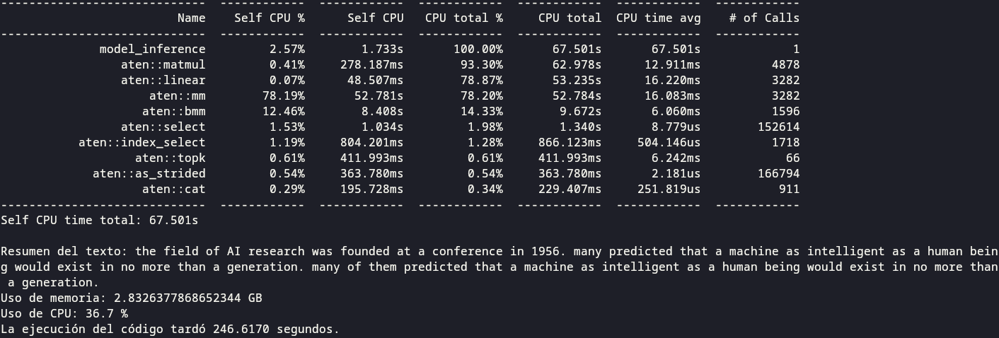 -----------------------------  ------------  ------------  ------------  ------------  ------------  ------------
                         Name    Self CPU %      Self CPU   CPU total %     CPU total  CPU time avg    # of Calls
-----------------------------  ------------  ------------  ------------  ------------  ------------  ------------
              model_inference         2.57%        1.733s       100.00%       67.501s       67.501s             1
                 aten::matmul         0.41%     278.187ms        93.30%       62.978s      12.911ms          4878
                 aten::linear         0.07%      48.507ms        78.87%       53.235s      16.220ms          3282
                     aten::mm        78.19%       52.781s        78.20%       52.784s      16.083ms          3282
                    aten::bmm        12.46%        8.408s        14.33%        9.672s       6.060ms          1596
                 aten::select         1.53%        1.034s         1.98%        1.340s       8.779us        152614
           aten::index_select         1.19%     804.201ms         1.28%     866.123ms     504.146us          1718
                   aten::topk         0.61%     411.993ms         0.61%     411.993ms       6.242ms            66
             aten::as_strided         0.54%     363.780ms         0.54%     363.780ms       2.181us        166794
                    aten::cat         0.29%     195.728ms         0.34%     229.407ms     251.819us           911
-----------------------------  ------------  ------------  ------------  ------------  ------------  ------------
Self CPU time total: 67.501s

Resumen del texto: the field of AI research was founded at a conference in 1956. many predicted that a machine as intelligent as a human bein
g would exist in no more than a generation. many of them predicted that a machine as intelligent as a human being would exist in no more than
 a generation.
Uso de memoria: 2.8326377868652344 GB
Uso de CPU: 36.7 %
La ejecución del código tardó 246.6170 segundos.